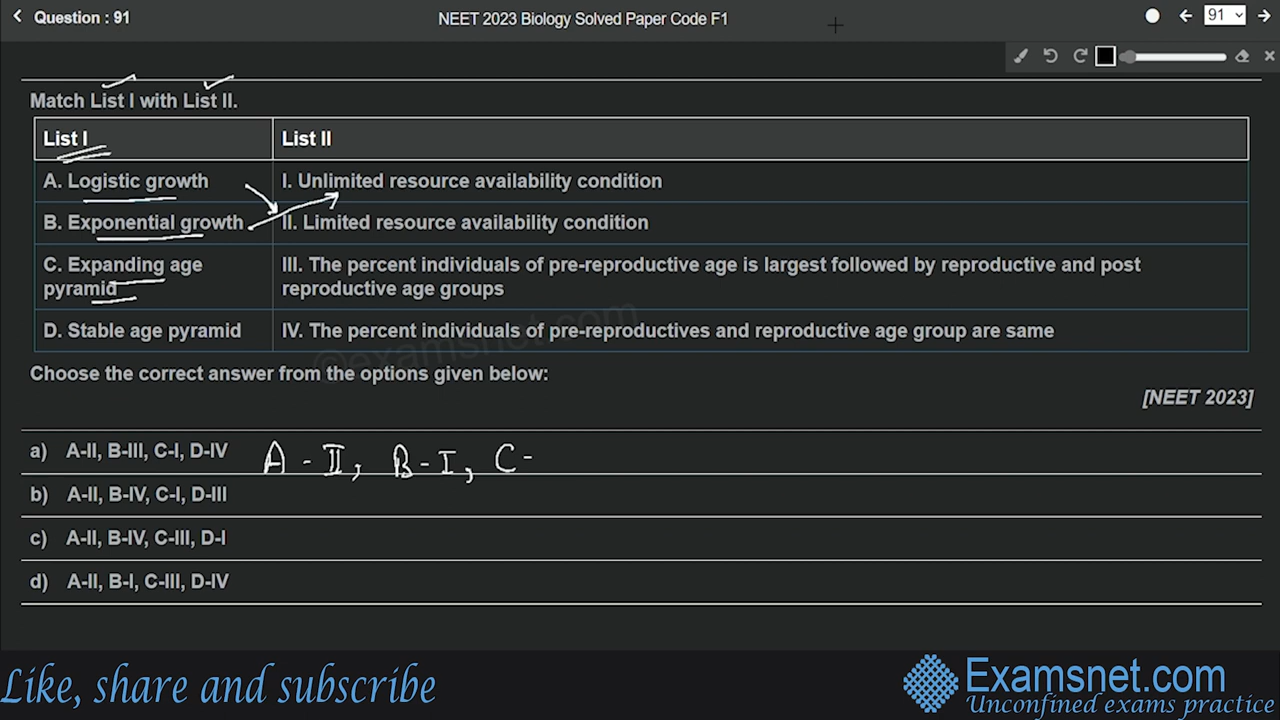 Question : 91
NEET 2023 Biology Solved Paper Code F1
91
Match List I with List II.
List I
List II
A. Logistic growth
I. Unlimited resource availability condition
B. Exponential growth
II. Limited resource availability condition
C. Expanding age
pyramid
III. The percent individuals of pre-reproductive age is largest followed by reproductive and post
reproductive age groups
D. Stable age pyramid
IV. The percent individuals of pre-reproductives and reproductive age group are same
©examsnet.com
Choose the correct answer from the options given below:
[NEET 2023]
a) A-II, B-III, C-I, D-IV
A - II, B - I, C -
b) A-II, B-IV, C-I, D-III
c) A-II, B-IV, C-III, D-I
d) A-II, B-I, C-III, D-IV
Like, share and subscribe
Examsnet.com
Unconfined exams practice